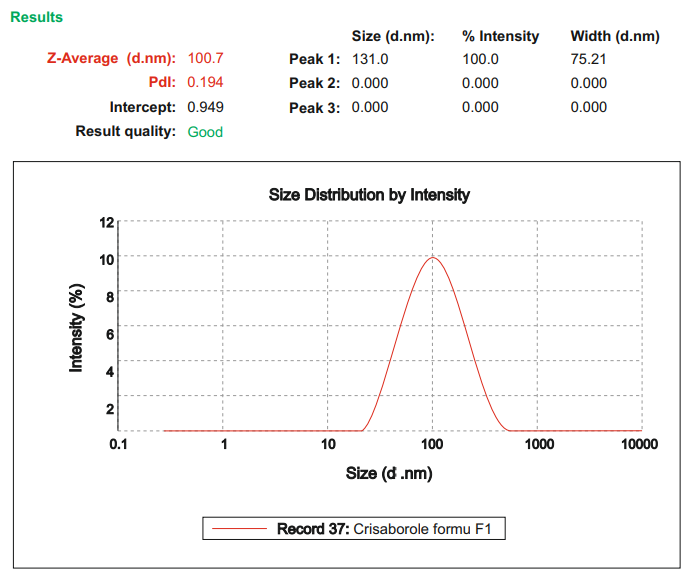 Results
Size (d.nm): % Intensity Width (d.nm)
Z-Average (d.nm): 100.7 Peak 1: 131.0 100.0 75.21
PdI: 0.194 Peak 2: 0.000 0.000 0.000
Intercept: 0.949 Peak 3: 0.000 0.000 0.000
Result quality: Good
Size Distribution by Intensity
12
10
8
6
4
2
Intensity (%)
0.1 1 10 100 1000 10000
Size (d .nm)
Record 37: Crisaborole formu F1